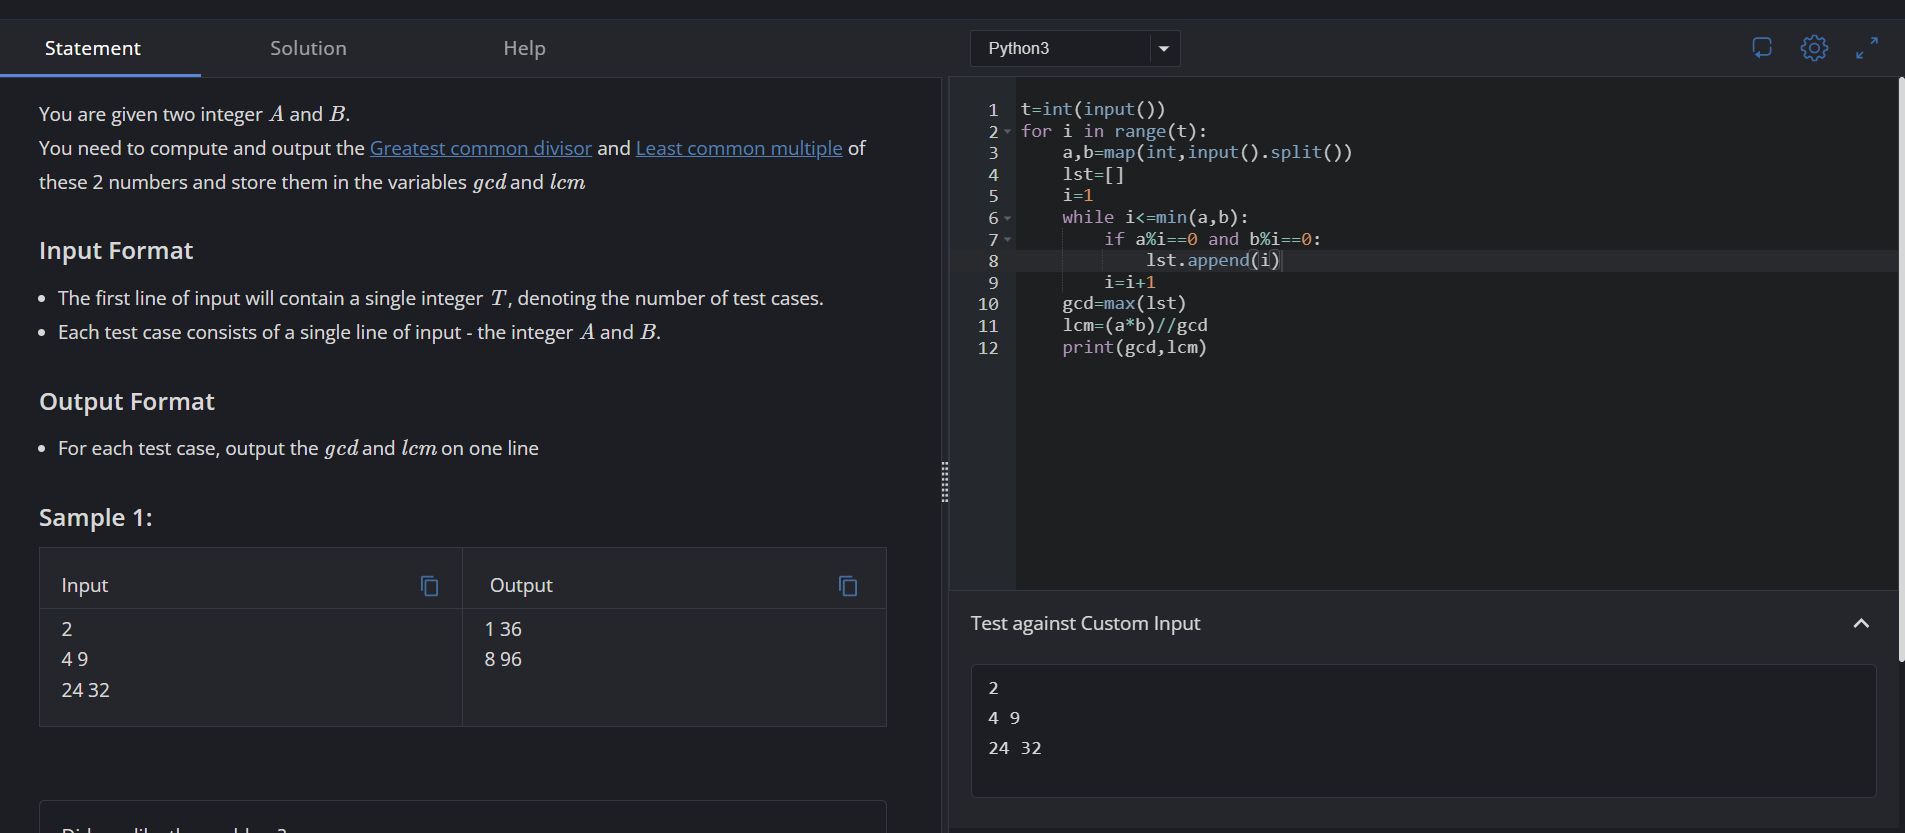 Statement
Solution
Help
You are given two integer A and B.
You need to compute and output the Greatest common divisor and Least common multiple of
these 2 numbers and store them in the variables gcd and lcm
Input Format
• The first line of input will contain a single integer T, denoting the number of test cases.
• Each test case consists of a single line of input - the integer A and B.
Output Format
• For each test case, output the gcd and lcm on one line
Sample 1:
Input
Output
2
4 9
24 32
1 36
8 96
Python3
1 t=int(input())
2 for i in range(t):
3     a,b=map(int,input().split())
4     lst=[]
5     i=1
6     while i<=min(a,b):
7         if a%i==0 and b%i==0:
8             lst.append(i)
9         i=i+1
10     gcd=max(lst)
11     lcm=(a*b)//gcd
12     print(gcd,lcm)
Test against Custom Input
2
4 9
24 32